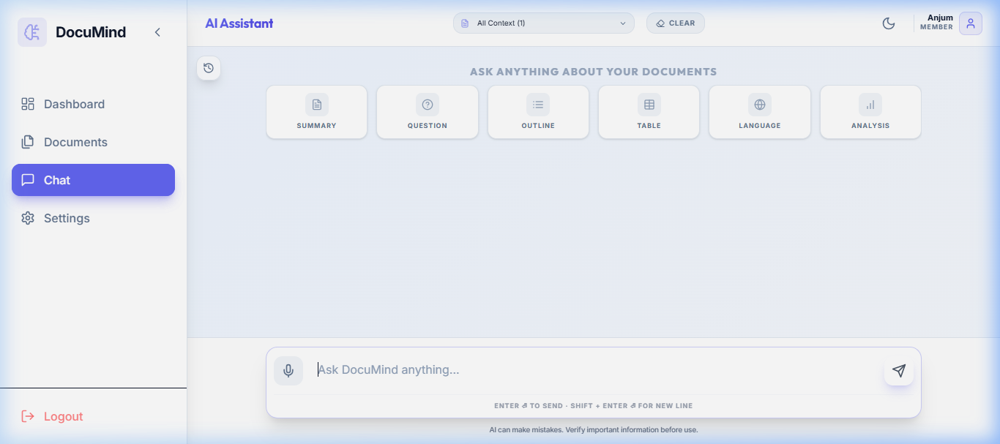 DocuMind
Dashboard
Documents
Chat
Settings
Logout
AI Assistant
All Context (1)
CLEAR
Anjum
MEMBER
ASK ANYTHING ABOUT YOUR DOCUMENTS
SUMMARY
QUESTION
OUTLINE
TABLE
LANGUAGE
ANALYSIS
Ask DocuMind anything...
ENTER ⏎ TO SEND · SHIFT + ENTER ⏎ FOR NEW LINE
AI can make mistakes. Verify important information before use.